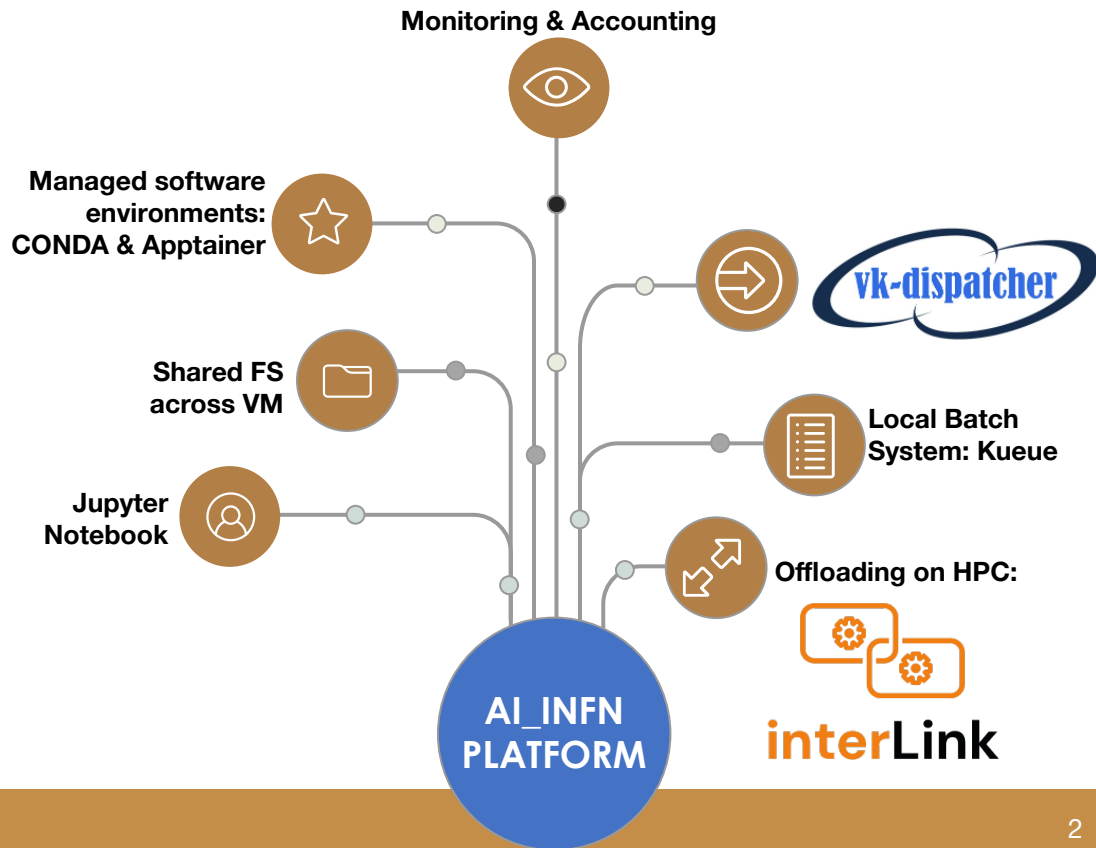 Monitoring & Accounting
Managed software
environments:
CONDA & Apptainer
vk-dispatcher
Shared FS
across VM
Local Batch
System: Kueue
Jupyter
Notebook
Offloading on HPC:
interLink
AI_INFN
PLATFORM
2